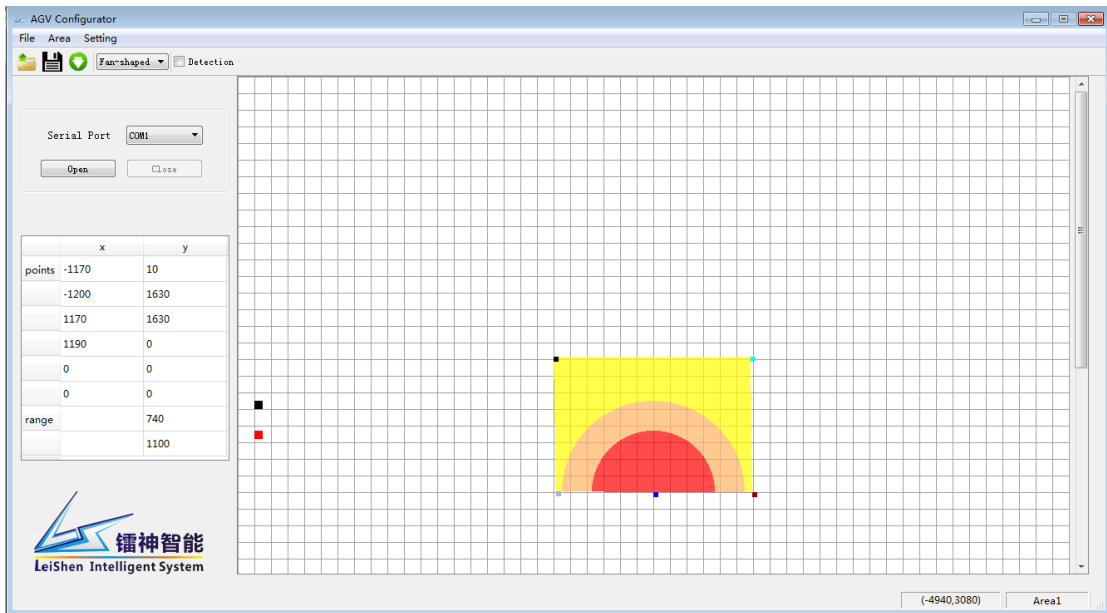 AGV Configurator
File Area Setting
Fan-shaped Detection
Serial Port COM1
Open Close
x y
points -1170 10
-1200 1630
1170 1630
1190 0
0 0
0 0
range 740
1100
镭神智能
LeiShen Intelligent System
(-4940,3080) Area1